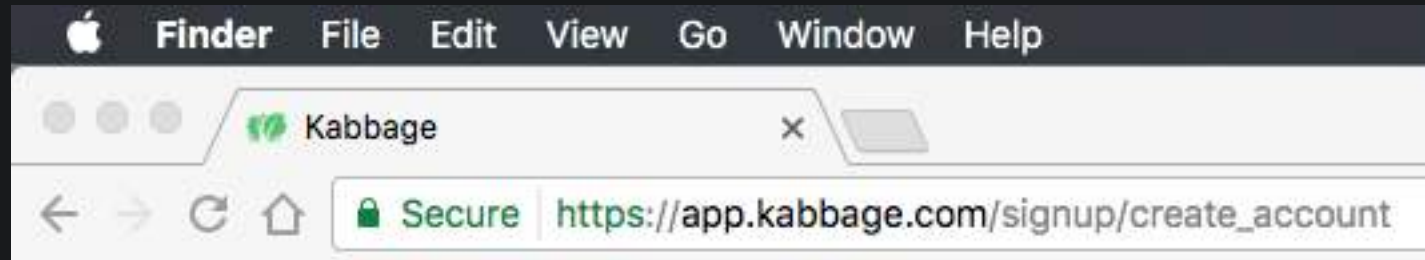 Finder File Edit View Go Window Help
Kabbage
Secure https://app.kabbage.com/signup/create_account